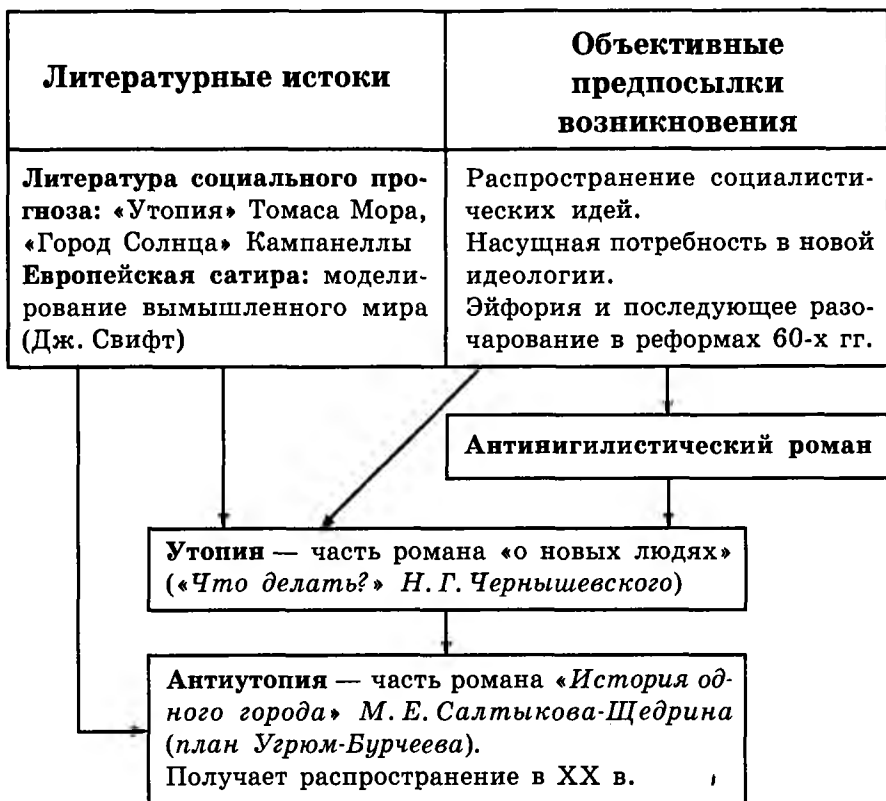 Литературные истоки
Объективные
предпосылки
возникновения
Литература социального про-
гноза: «Утопия» Томаса Мора,
«Город Солнца» Кампанеллы
Европейская сатира: модели-
рование вымышленного мира
(Дж. Свифт)
Распространение социалисти-
ческих идей.
Насущная потребность в новой
идеологии.
Эйфория и последующее разо-
чарование в реформах 60-х гг.
Антинигилистический роман
Утопин — часть романа «о новых людях»
(«Что делать?» Н. Г. Чернышевского)
Антиутопия — часть романа «История од-
ного города» М. Е. Салтыкова-Щедрина
(план Угрюм-Бурчеева).
Получает распространение в XX в.